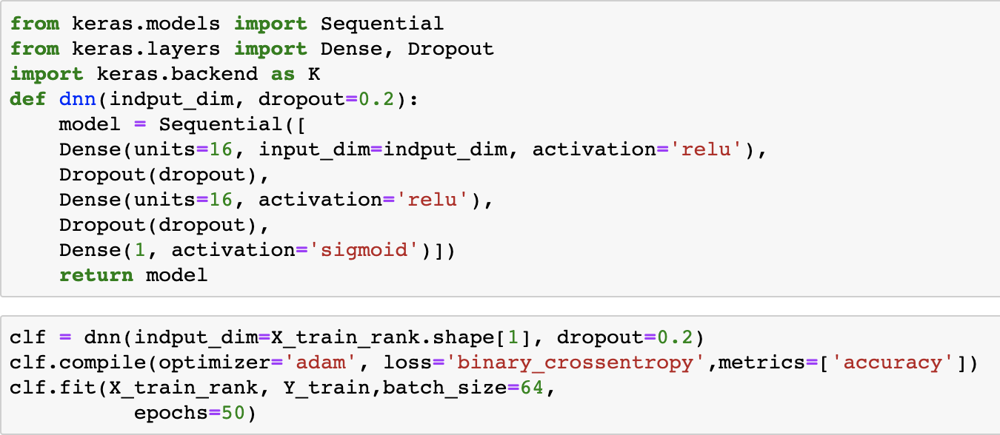 from keras.models import Sequential
from keras.layers import Dense, Dropout
import keras.backend as K
def dnn(indput_dim, dropout=0.2):
    model = Sequential([
    Dense(units=16, input_dim=indput_dim, activation='relu'),
    Dropout(dropout),
    Dense(units=16, activation='relu'),
    Dropout(dropout),
    Dense(1, activation='sigmoid')])
    return model
clf = dnn(indput_dim=X_train_rank.shape[1], dropout=0.2)
clf.compile(optimizer='adam', loss='binary_crossentropy',metrics=['accuracy'])
clf.fit(X_train_rank, Y_train,batch_size=64,
          epochs=50)